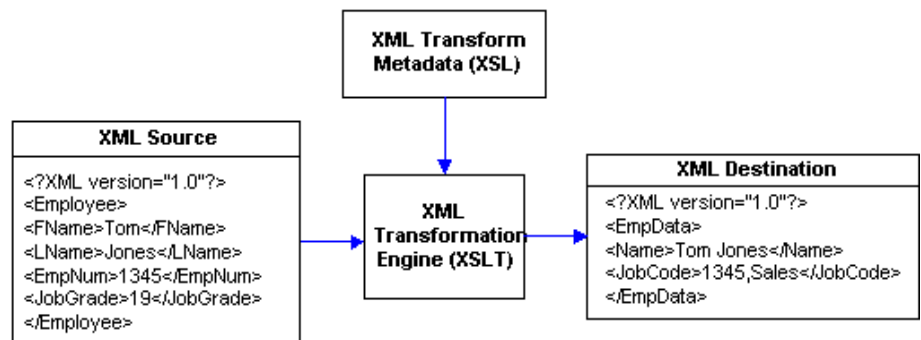 XML Transform
Metadata (XSL)
XML Source
<?XML version="1.0"?>
<Employee>
<FName>Tom</FName>
<LName>Jones</LName>
<EmpNum>1345</EmpNum>
<JobGrade>19</JobGrade>
</Employee>
XML
Transformation
Engine (XSLT)
XML Destination
<?XML version="1.0"?>
<EmpData>
<Name>Tom Jones</Name>
<JobCode>1345,Sales</JobCode>
</EmpData>